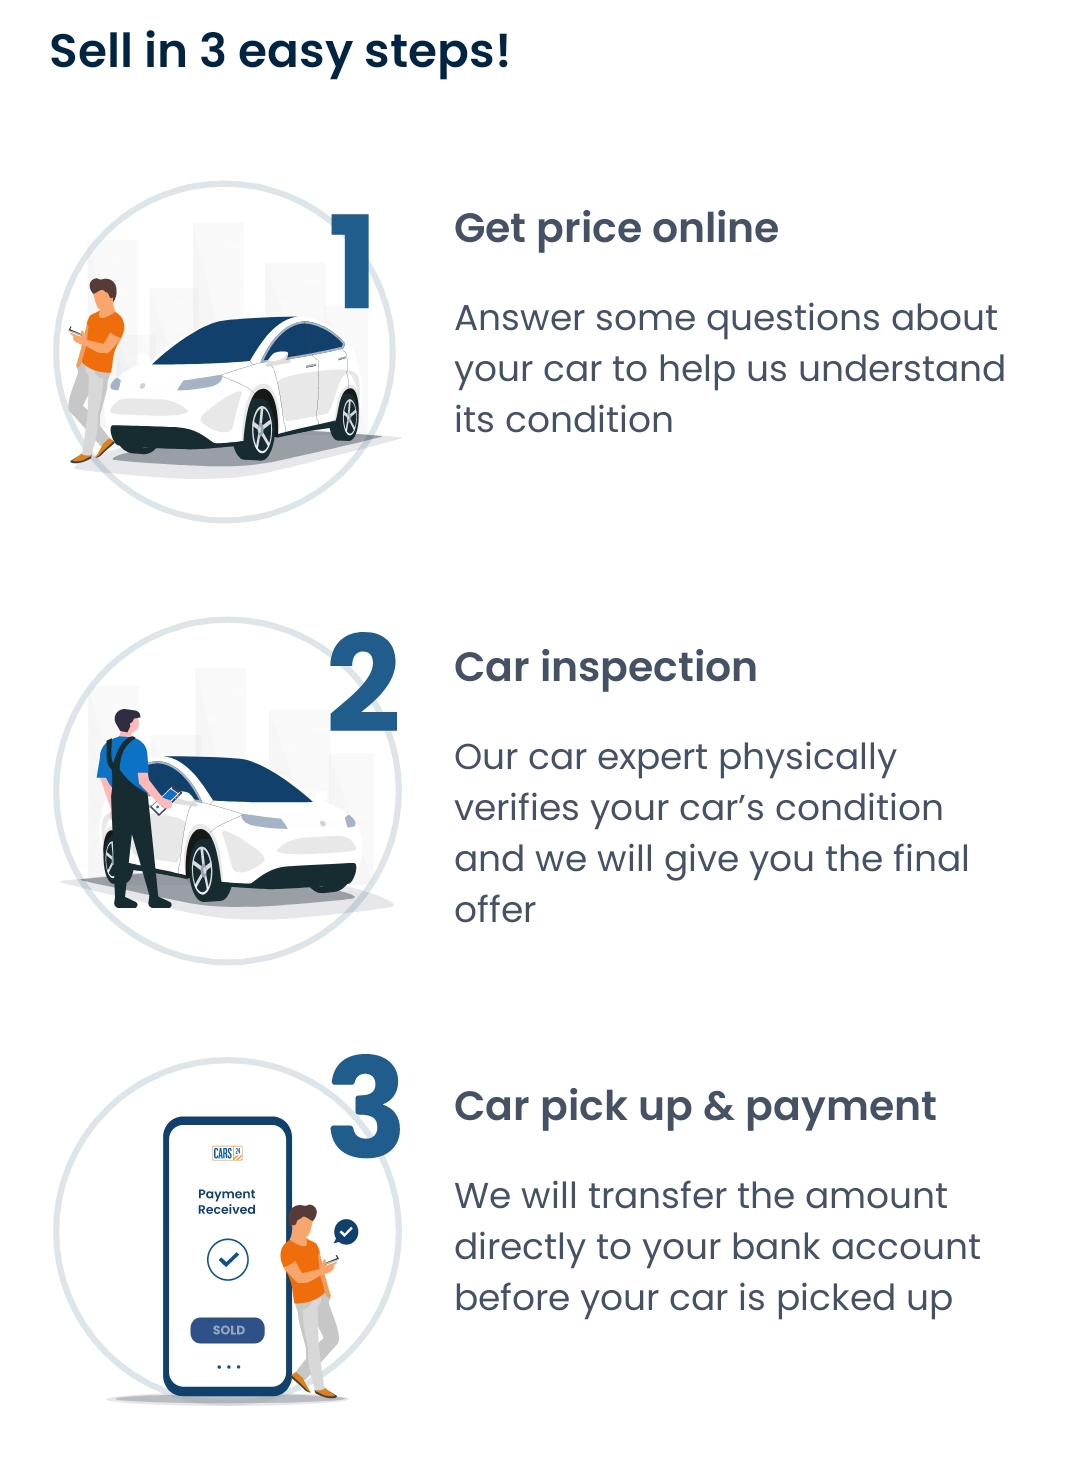 Sell in 3 easy steps!
1
Get price online
Answer some questions about
your car to help us understand
its condition
2
Car inspection
Our car expert physically
verifies your car’s condition
and we will give you the final
offer
3
Car pick up & payment
We will transfer the amount
directly to your bank account
before your car is picked up
CARS 24
Payment
Received
SOLD